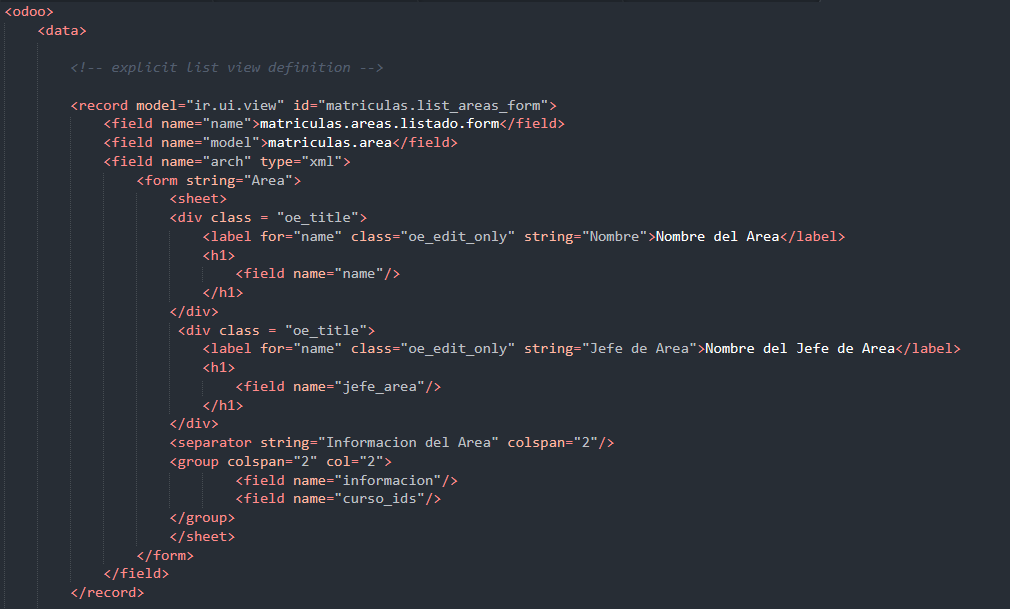 <odoo>
<data>
<!-- explicit list view definition -->
<record model="ir.ui.view" id="matriculas.list_areas_form">
<field name="name">matriculas.areas.listado.form</field>
<field name="model">matriculas.area</field>
<field name="arch" type="xml">
<form string="Area">
<sheet>
<div class = "oe_title">
<label for="name" class="oe_edit_only" string="Nombre">Nombre del Area</label>
<h1>
<field name="name"/>
</h1>
</div>
<div class = "oe_title">
<label for="name" class="oe_edit_only" string="Jefe de Area">Nombre del Jefe de Area</label>
<h1>
<field name="jefe_area"/>
</h1>
</div>
<separator string="Informacion del Area" colspan="2"/>
<group colspan="2" col="2">
<field name="informacion"/>
<field name="curso_ids"/>
</group>
</sheet>
</form>
</field>
</record>